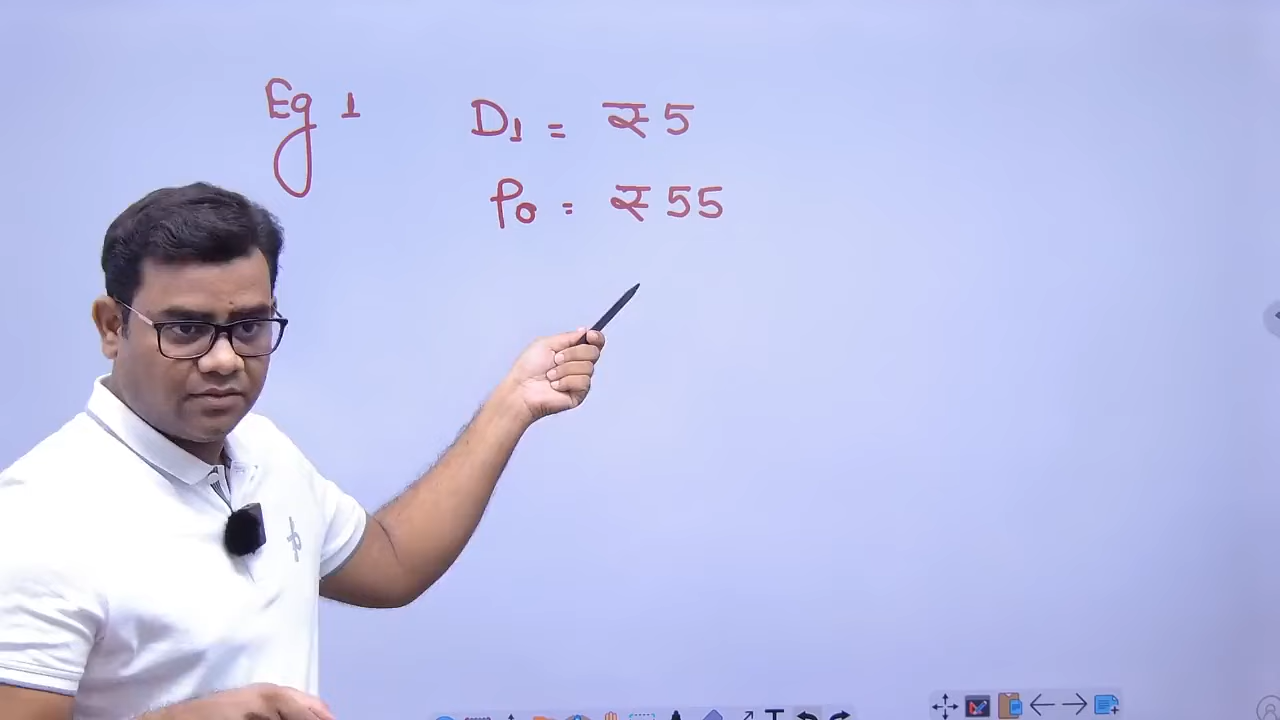 Eg 1
D1 = ₹5
P0 = ₹55